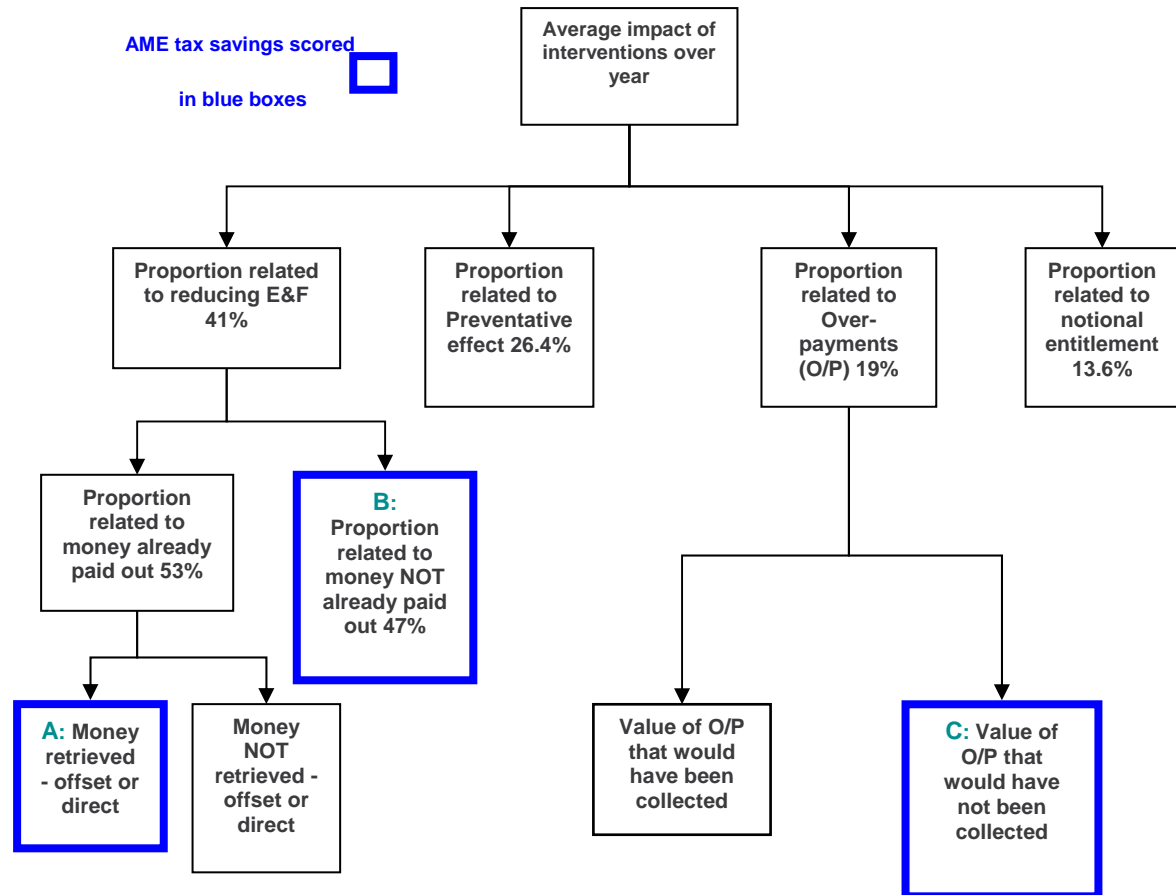 AME tax savings scored
in blue boxes
Average impact of
interventions over
year
Proportion related
to reducing E&F
41%
Proportion
related to
Preventative
effect 26.4%
Proportion
related to
Over-
payments
(O/P) 19%
Proportion
related to
notional
entitlement
13.6%
Proportion
related to
money already
paid out 53%
B:
Proportion
related to
money NOT
already paid
out 47%
A: Money
retrieved
- offset or
direct
Money
NOT
retrieved -
offset or
direct
Value of O/P
that would
have been
collected
C: Value of
O/P that
would have
not been
collected